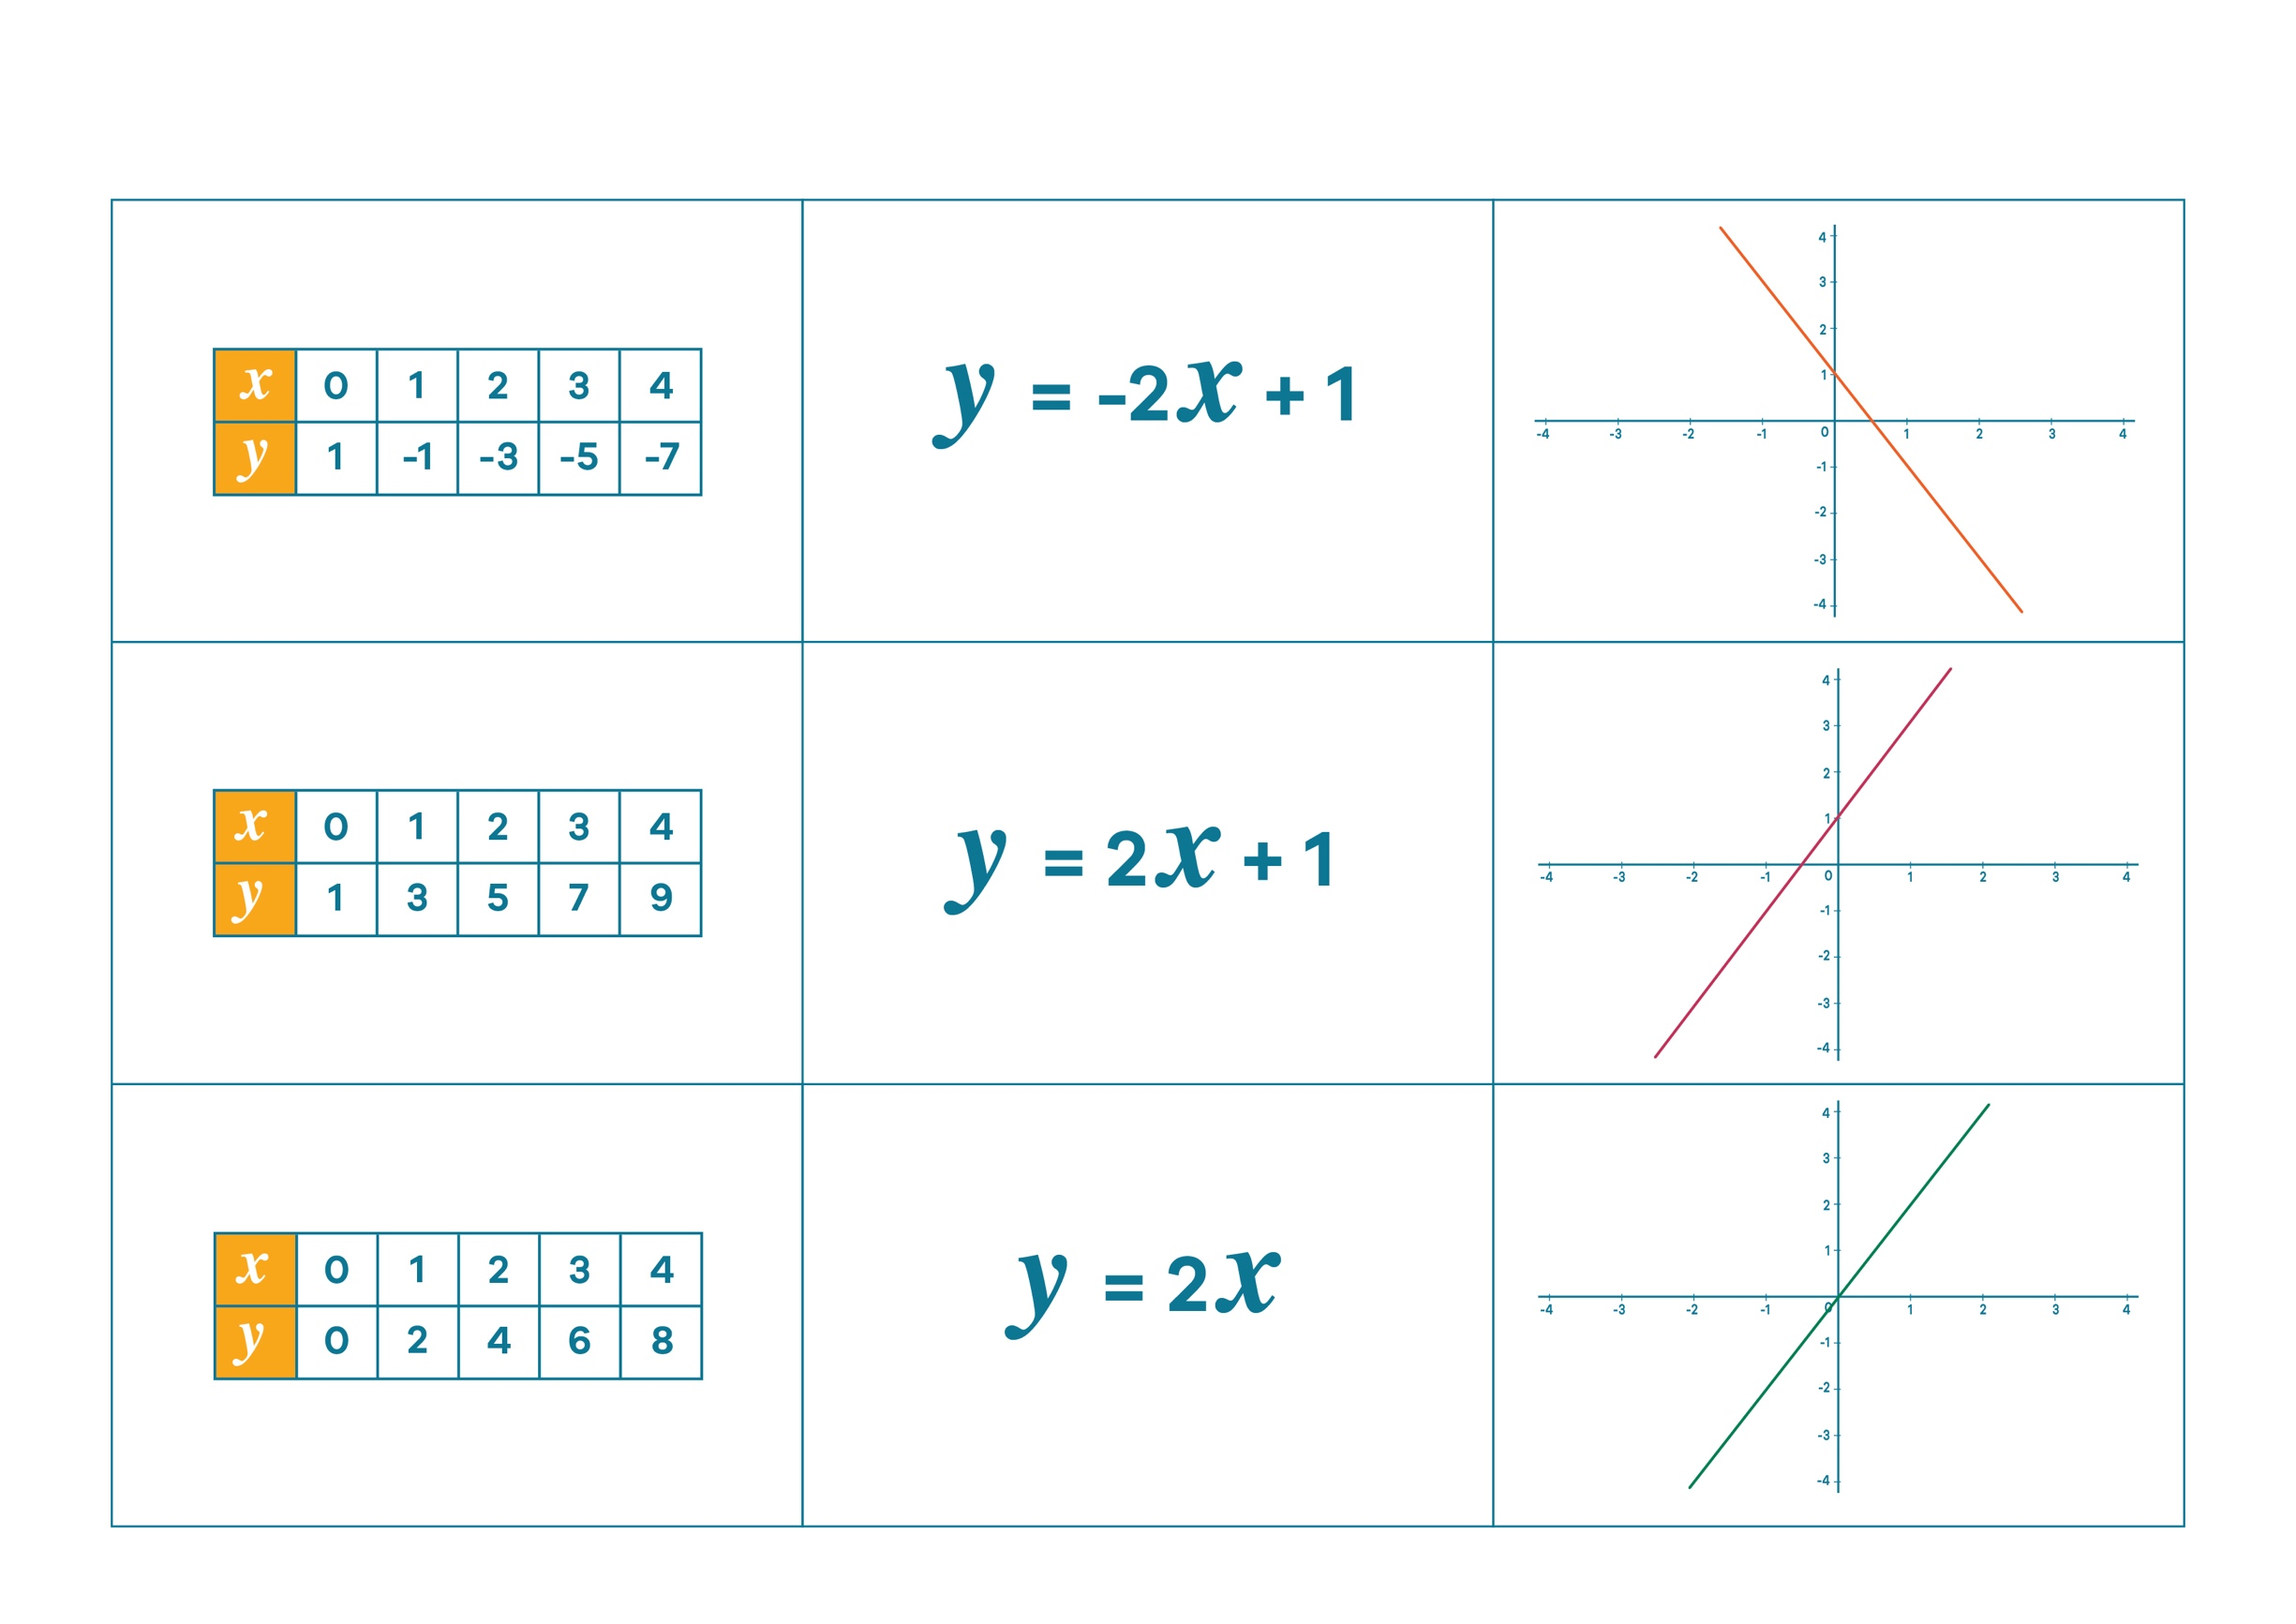 x 0 1 2 3 4
y 1 -1 -3 -5 -7
y = -2x + 1
4
3
2
1
-4 -3 -2 -1 0 1 2 3 4
-1
-2
-3
-4
x 0 1 2 3 4
y 1 3 5 7 9
y = 2x + 1
4
3
2
1
-4 -3 -2 -1 0 1 2 3 4
-1
-2
-3
-4
x 0 1 2 3 4
y 0 2 4 6 8
y = 2x
4
3
2
1
-4 -3 -2 -1 0 1 2 3 4
-1
-2
-3
-4